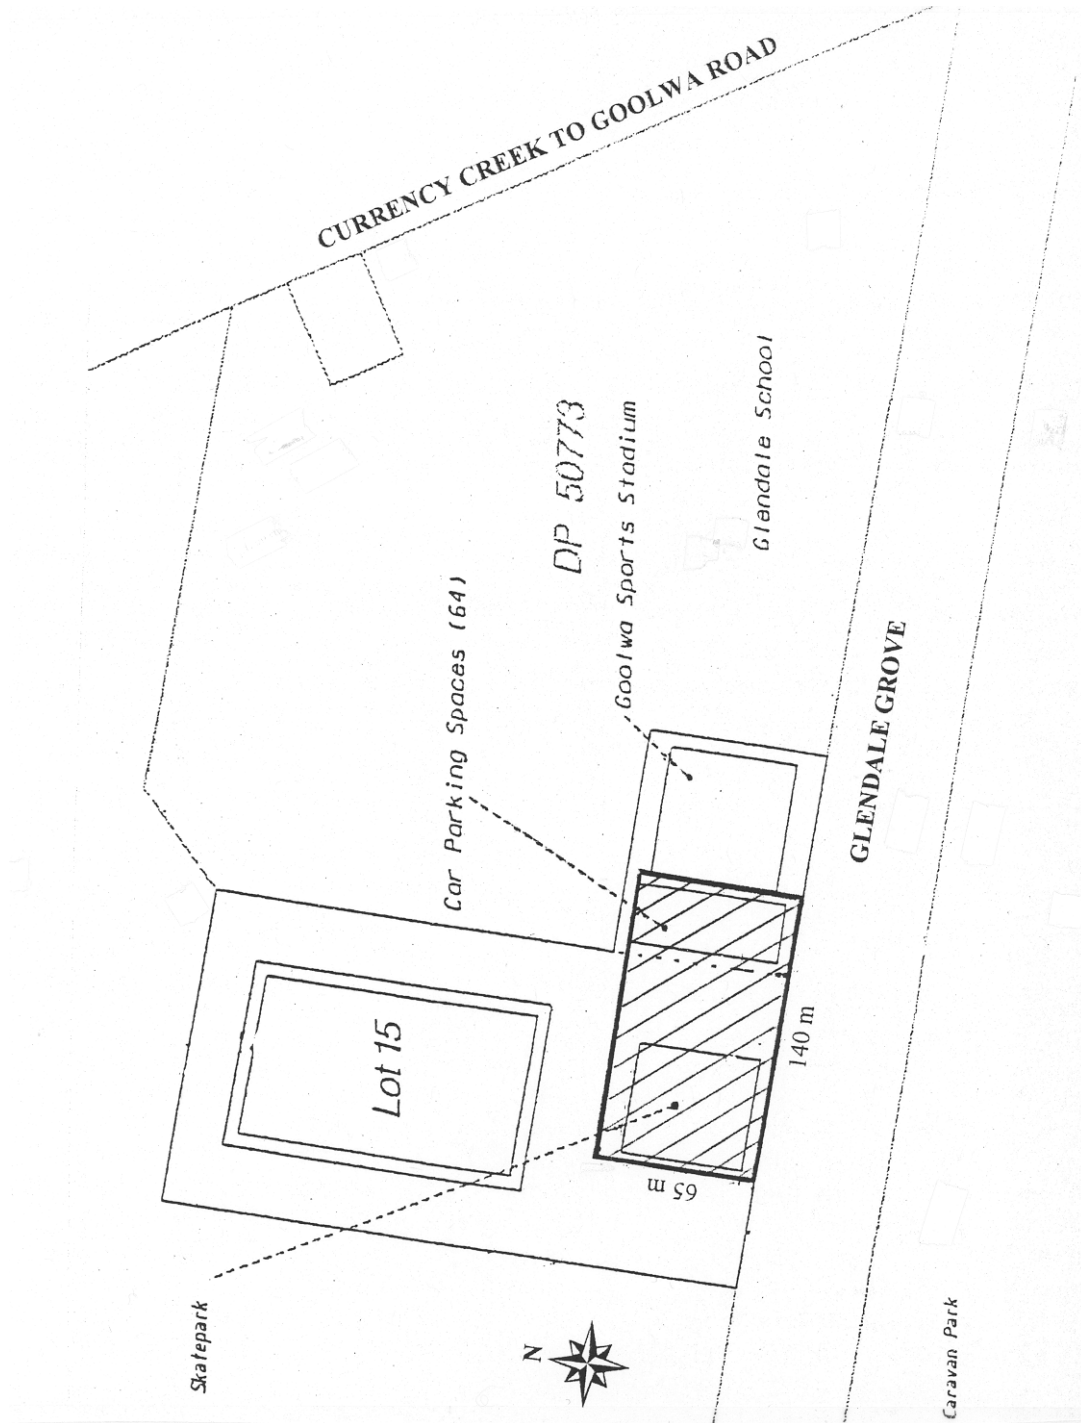 CURRENCY CREEK TO GOOLWA ROAD
DP 50773
Goolwa Sports Stadium
Glendale School
Car Parking Spaces (64)
GLENDALE GROVE
Lot 15
140 m
65 m
Skatepark
N
Caravan Park